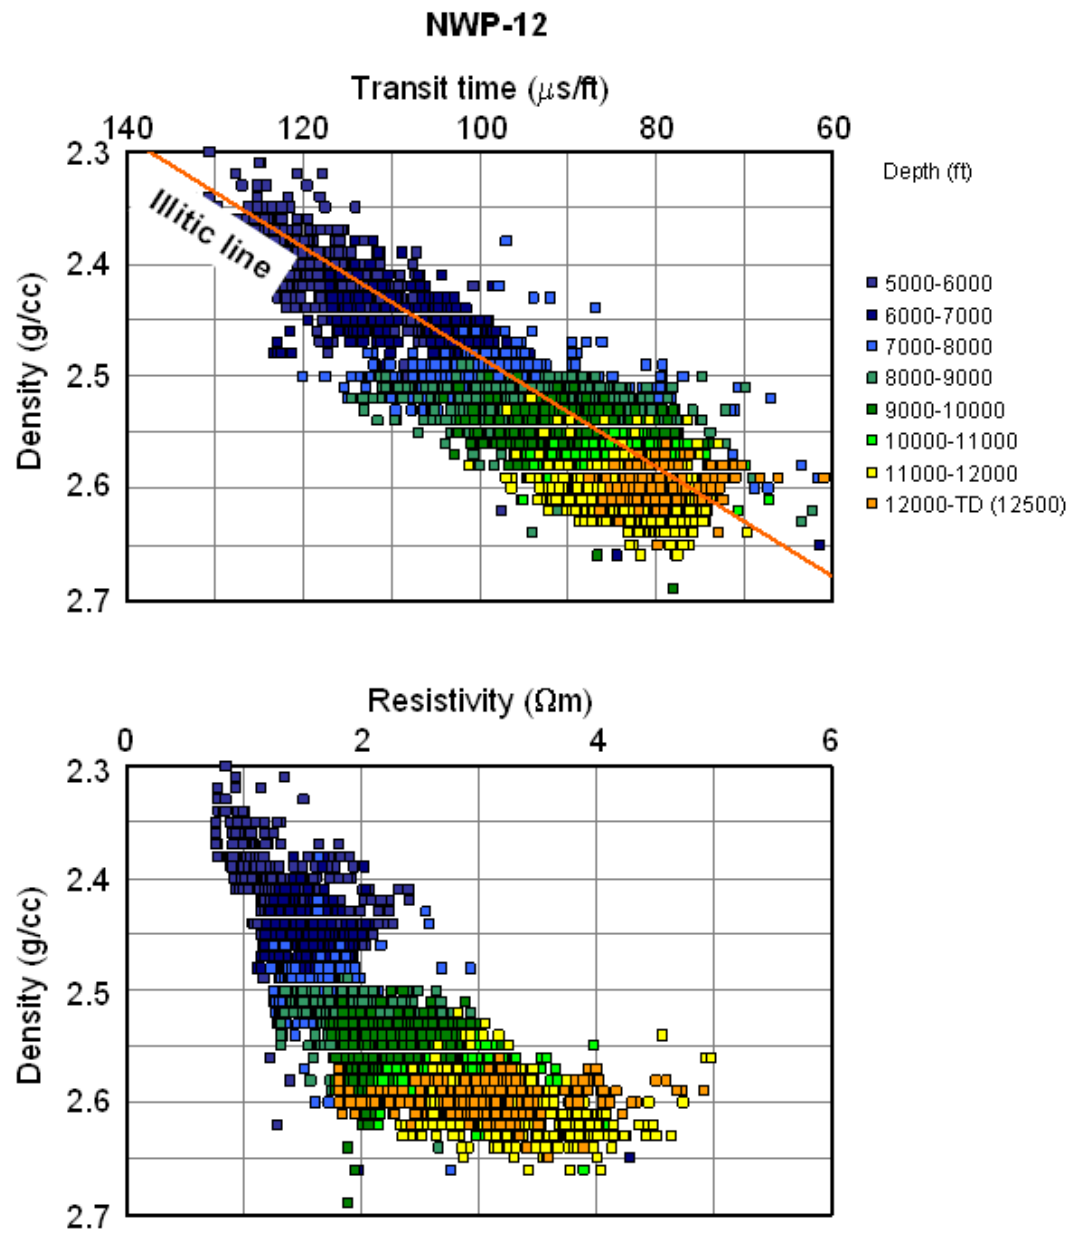 NWP-12
Transit time (μs/ft)
140 120 100 80 60
2.3
2.4
2.5
2.6
2.7
Density (g/cc)
Illitic line
Depth (ft)
5000-6000
6000-7000
7000-8000
8000-9000
9000-10000
10000-11000
11000-12000
12000-TD (12500)
Resistivity (Ωm)
0 2 4 6
2.3
2.4
2.5
2.6
2.7
Density (g/cc)